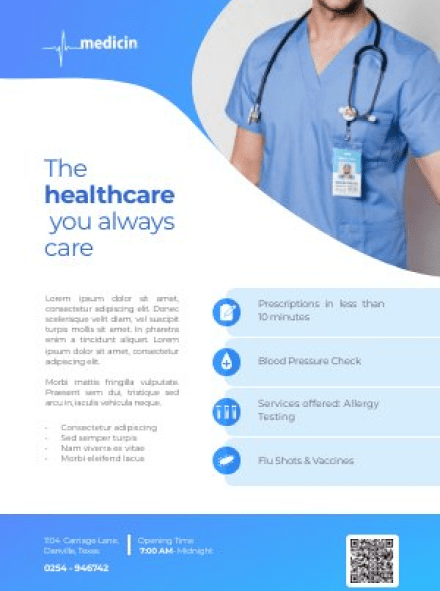 medicin
The
healthcare
you always
care
Lorem ipsum dolor sit amet,
consectetur adipiscing elit. Donec
scelerisque velit diam, vel suscipit
turpis mollis sit amet. In pharetra
enim a tincidunt aliquet. Lorem
ipsum dolor sit amet, consectetur
adipiscing elit.
Morbi mattis fringilla vulputate.
Praesent sem dui, tristique sed
arcu in, iaculis vehicula neque.
- Consectetur adipiscing
- Sed semper turpis
- Nam viverra ex vitae
- Morbi eleifend lacus
Prescriptions in less than
10 minutes
Blood Pressure Check
Services offered: Allergy
Testing
Flu Shots & Vaccines
1104 Carriage Lane,
Danville, Texas
0254 - 946742
Opening Time
7:00 AM- Midnight